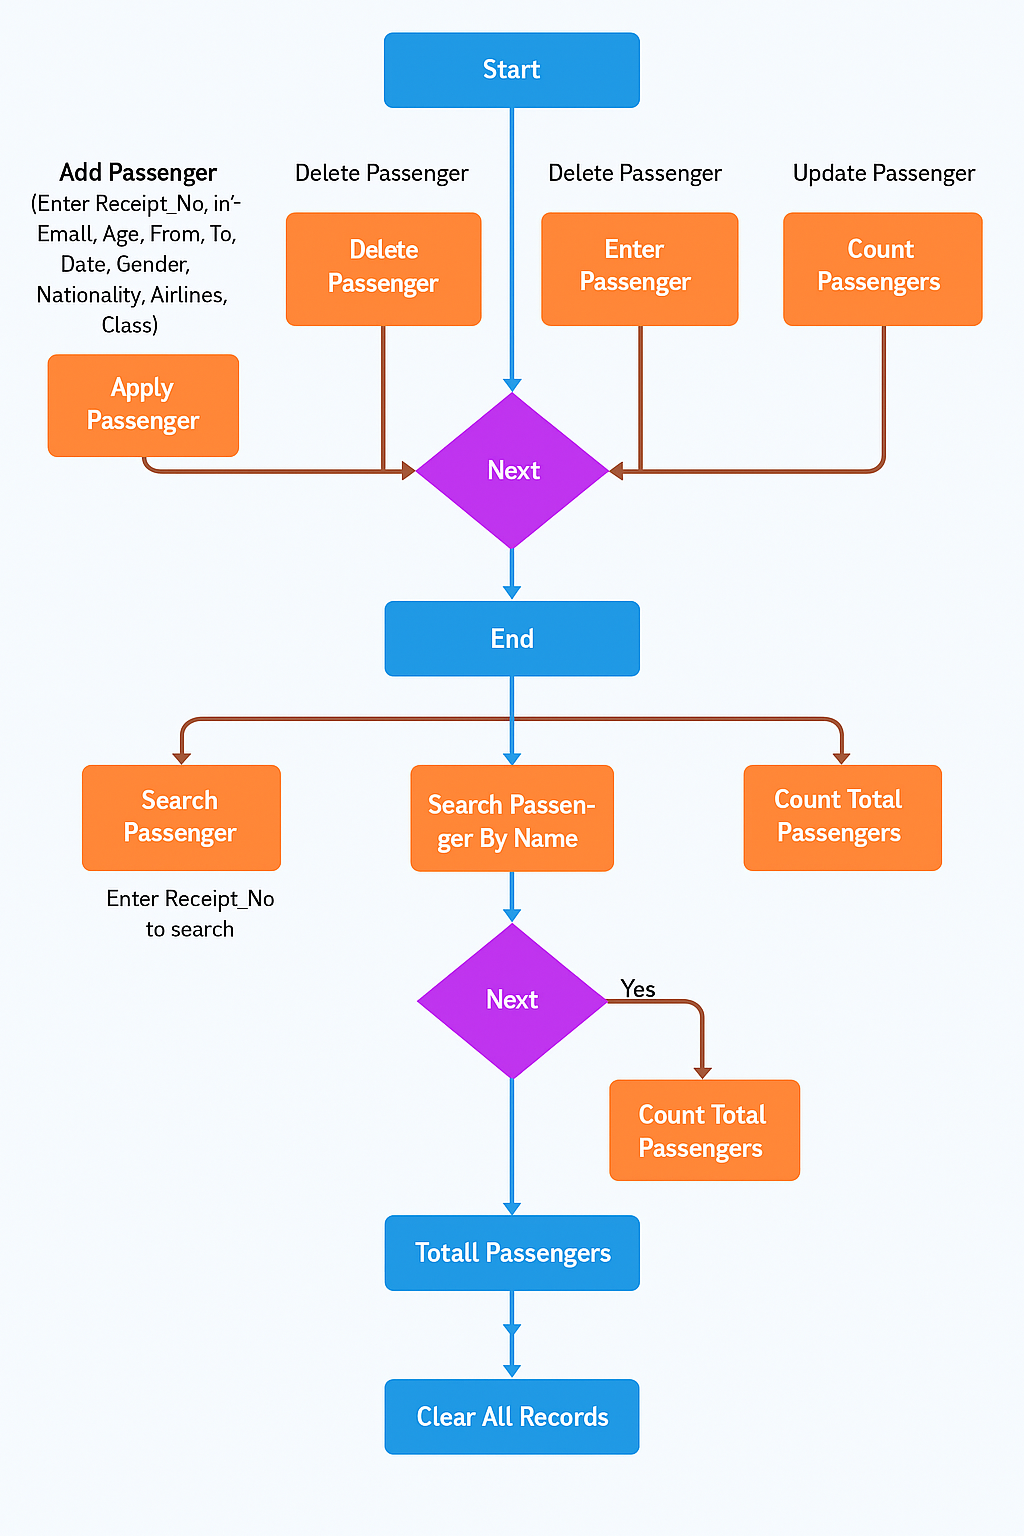 Start
Add Passenger
(Enter Receipt_No, in'-
Emall, Age, From, To,
Date, Gender,
Nationality, Airlines,
Class)
Apply
Passenger
Delete Passenger
Delete
Passenger
Delete Passenger
Enter
Passenger
Update Passenger
Count
Passengers
Next
End
Search
Passenger
Enter Receipt_No
to search
Search Passen-
ger By Name
Count Total
Passengers
Next
Yes
Count Total
Passengers
Totall Passengers
Clear All Records